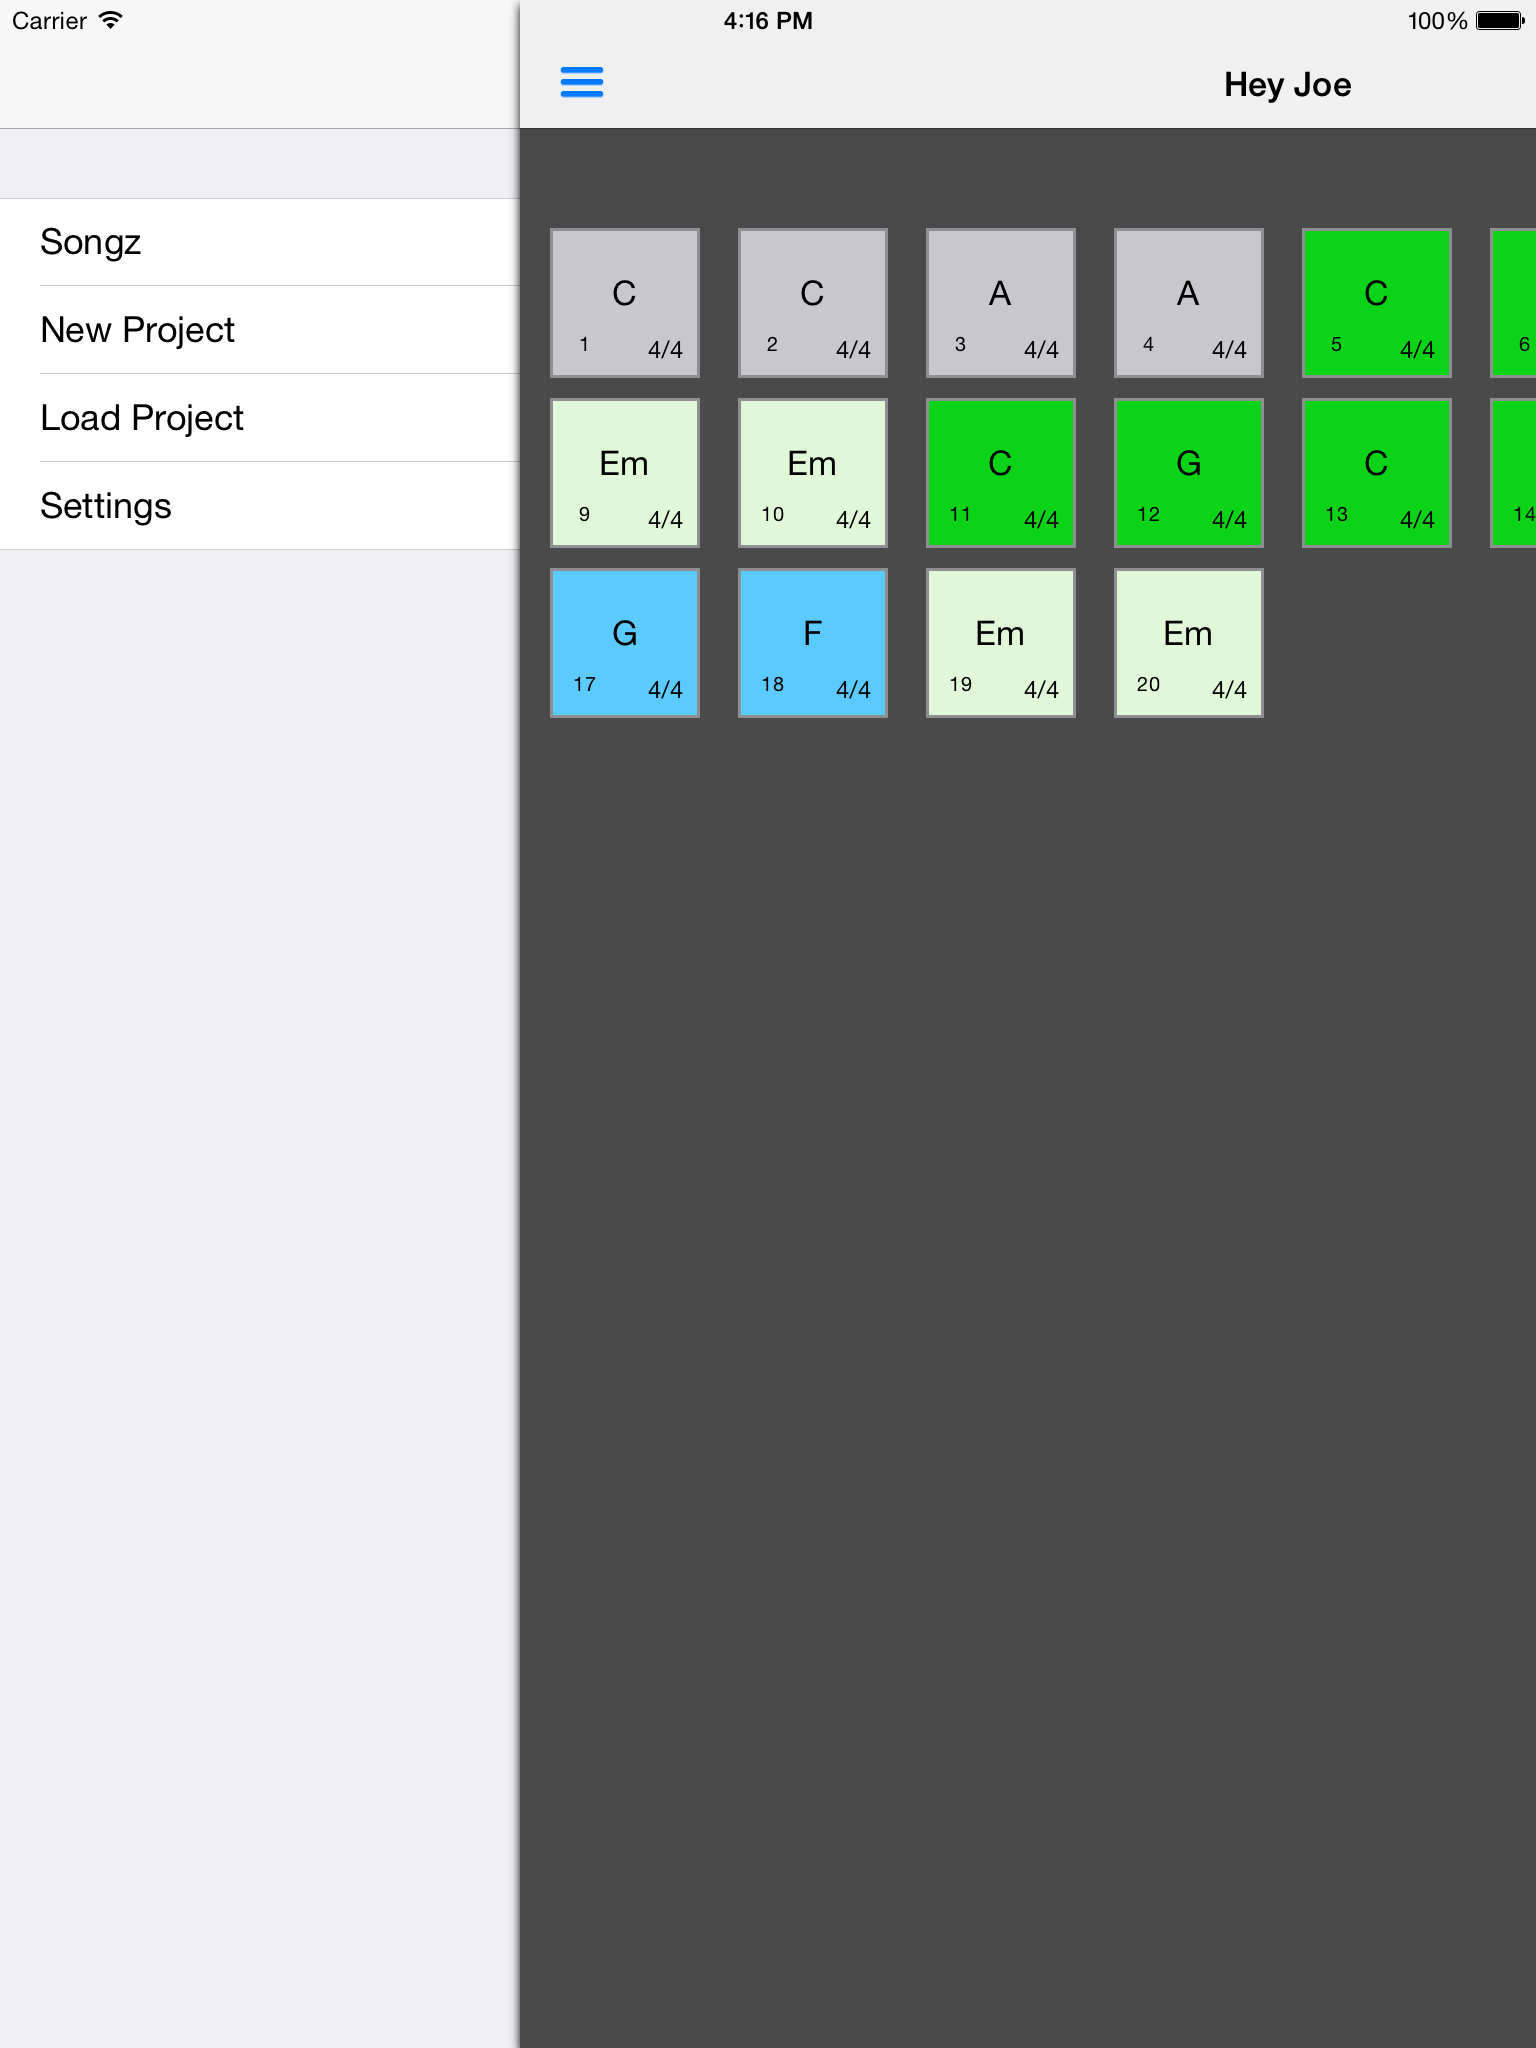 Carrier 4:16 PM 100%
Hey Joe
Songz
New Project
Load Project
Settings
C C A A C
1 4/4 2 4/4 3 4/4 4 4/4 5 4/4 6
Em Em C G C
9 4/4 10 4/4 11 4/4 12 4/4 13 4/4 14
G F Em Em
17 4/4 18 4/4 19 4/4 20 4/4